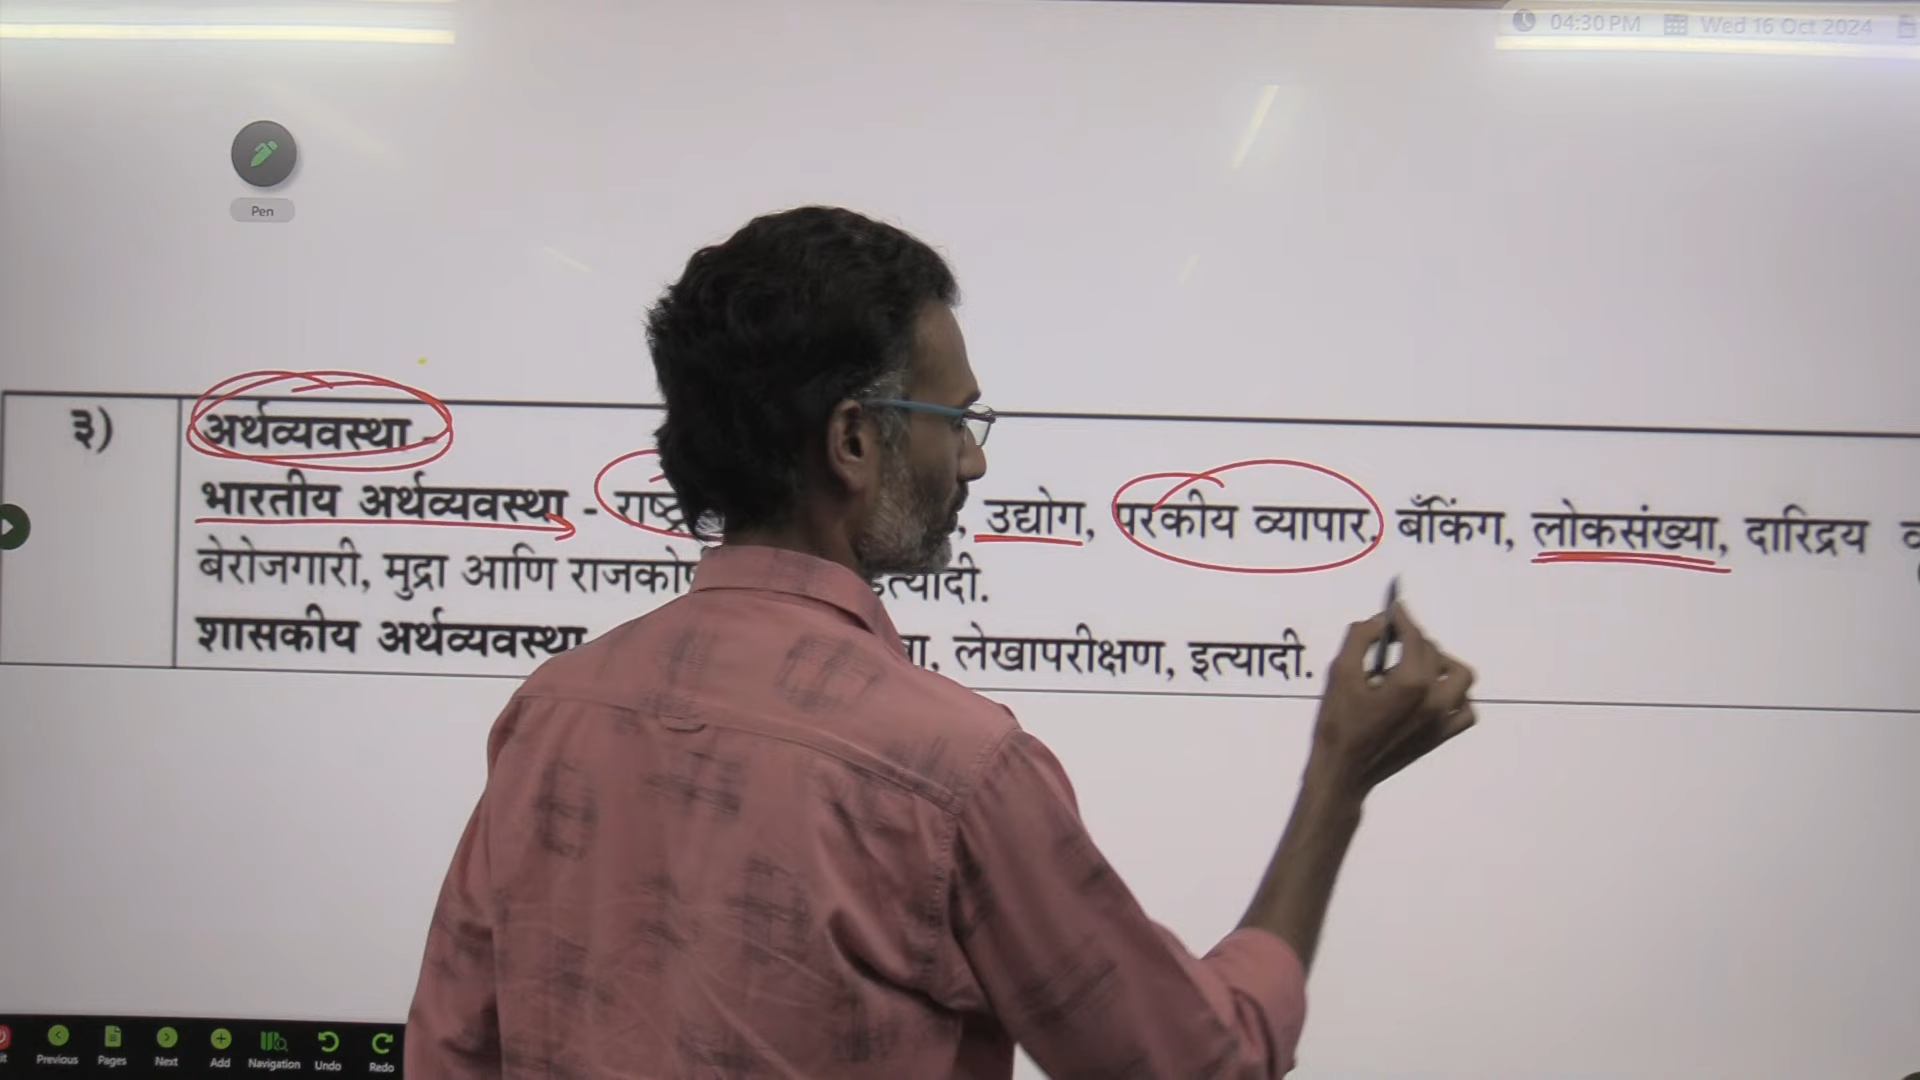 04:30 PM Wed 16 Oct 2024
Pen
३) अर्थव्यवस्था -
भारतीय अर्थव्यवस्था - उद्योग, परकीय व्यापार, बँकिंग, लोकसंख्या, दारिद्रय
बेरोजगारी, मुद्रा आणि इत्यादी.
शासकीय अर्थव्यवस्था लेखापरीक्षण, इत्यादी.
Previous Pages Next Add Navigation Undo Redo